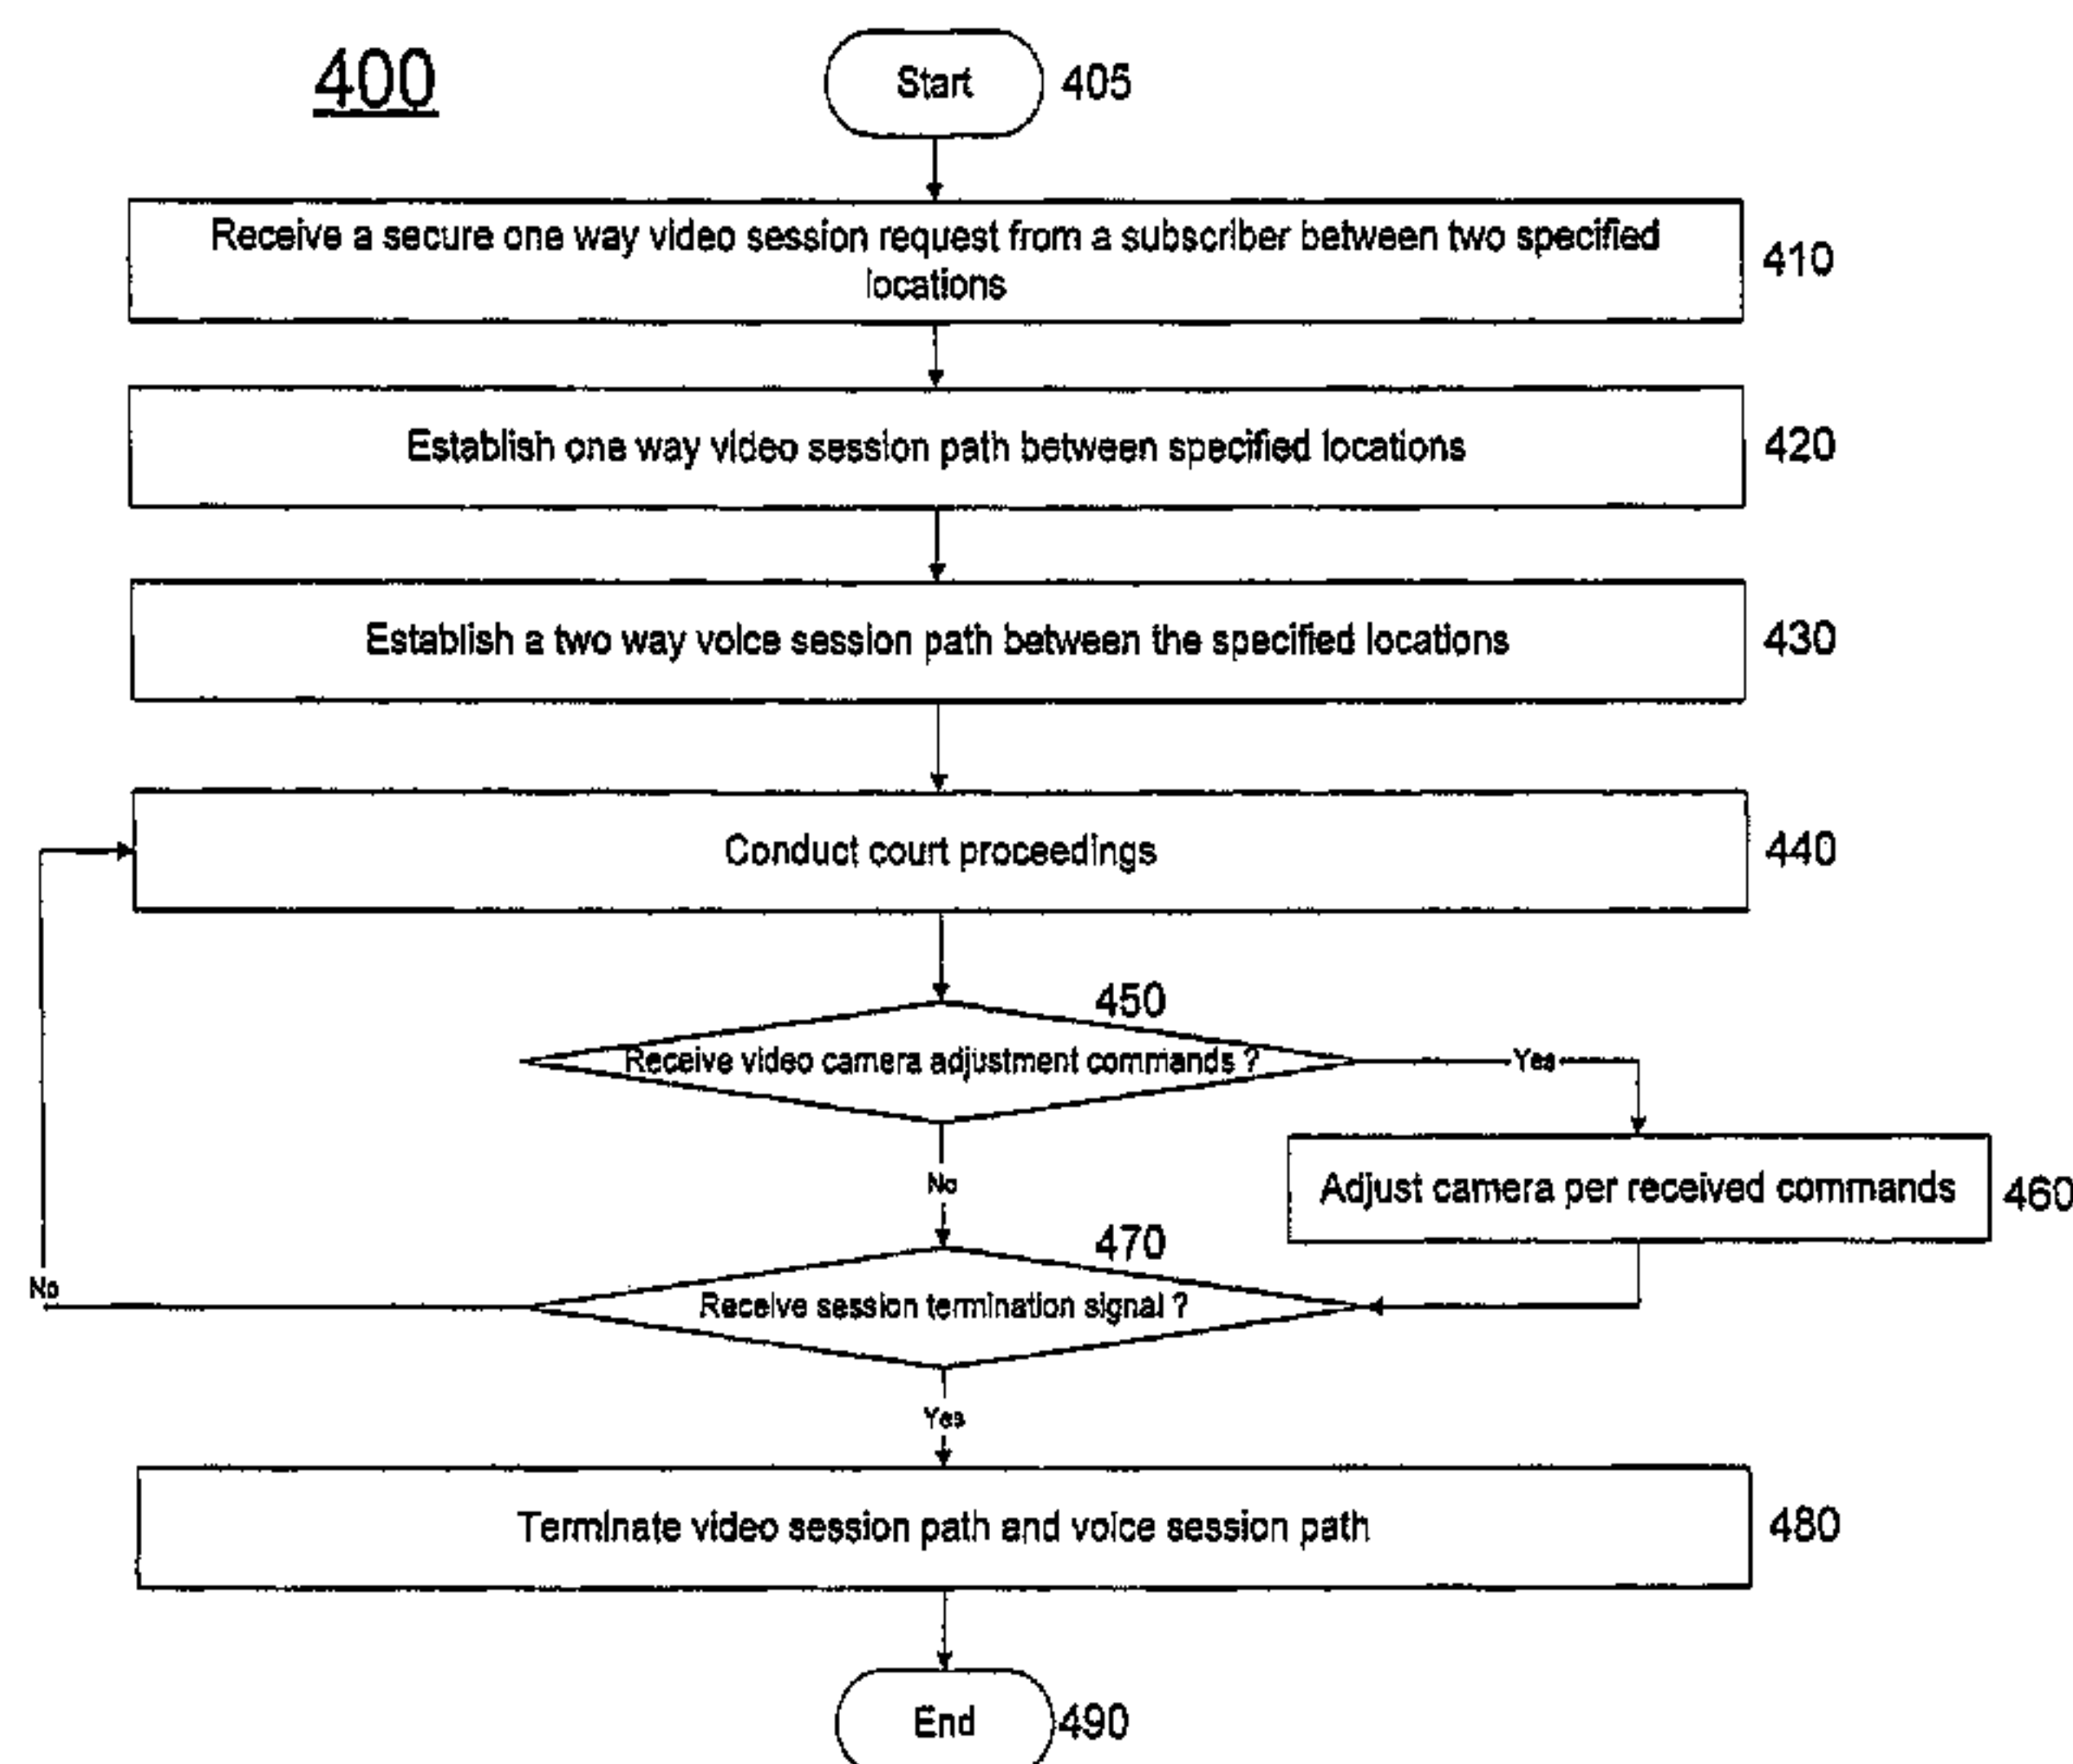 400
Start
405
Receive a secure one way video session request from a subscriber between two specified
locations
410
Establish one way video session path between specified locations
420
Establish a two way voice session path between the specified locations
430
Conduct court proceedings
440
450
Receive video camera adjustment commands ?
Yes
No
Adjust camera per received commands
460
470
Receive session termination signal ?
No
Yes
Terminate video session path and voice session path
480
End
490